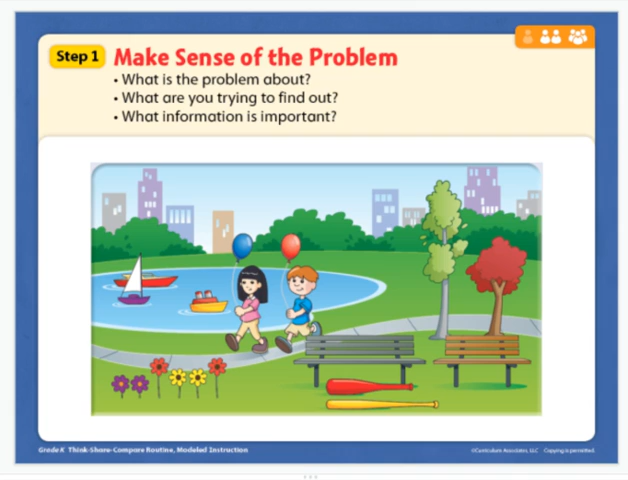 Step 1 Make Sense of the Problem
• What is the problem about?
• What are you trying to find out?
• What information is important?
Grade K Think-Share-Compare Routine, Modeled Instruction
©Curriculum Associates, LLC Copying is permitted.